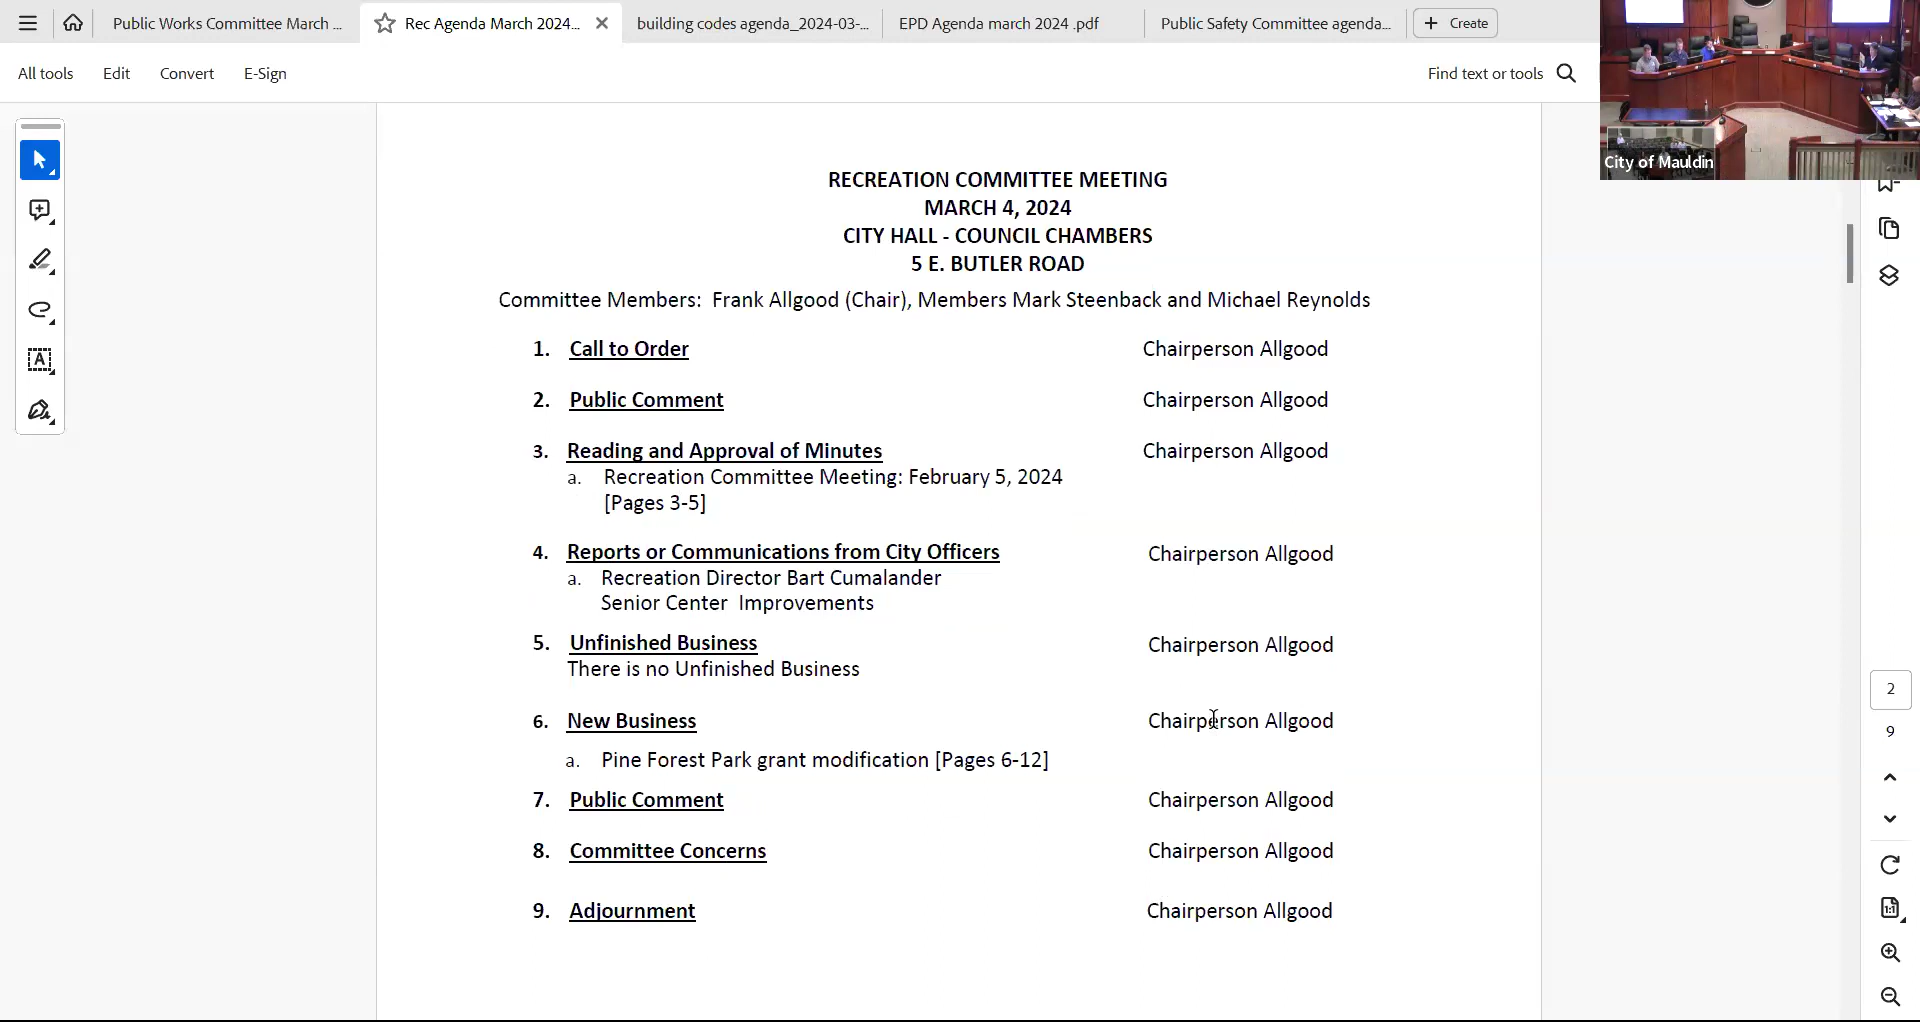 Public Works Committee March ...
Rec Agenda March 2024...
building codes agenda_2024-03-...
EPD Agenda march 2024 .pdf
Public Safety Committee agenda...
Create
All tools
Edit
Convert
E-Sign
Find text or tools
City of Mauldin
RECREATION COMMITTEE MEETING
MARCH 4, 2024
CITY HALL - COUNCIL CHAMBERS
5 E. BUTLER ROAD
Committee Members: Frank Allgood (Chair), Members Mark Steenback and Michael Reynolds
1. Call to Order Chairperson Allgood
2. Public Comment Chairperson Allgood
3. Reading and Approval of Minutes Chairperson Allgood
a. Recreation Committee Meeting: February 5, 2024
[Pages 3-5]
4. Reports or Communications from City Officers Chairperson Allgood
a. Recreation Director Bart Cumalander
Senior Center Improvements
5. Unfinished Business Chairperson Allgood
There is no Unfinished Business
6. New Business Chairperson Allgood
a. Pine Forest Park grant modification [Pages 6-12]
7. Public Comment Chairperson Allgood
8. Committee Concerns Chairperson Allgood
9. Adjournment Chairperson Allgood
2
9
1:1